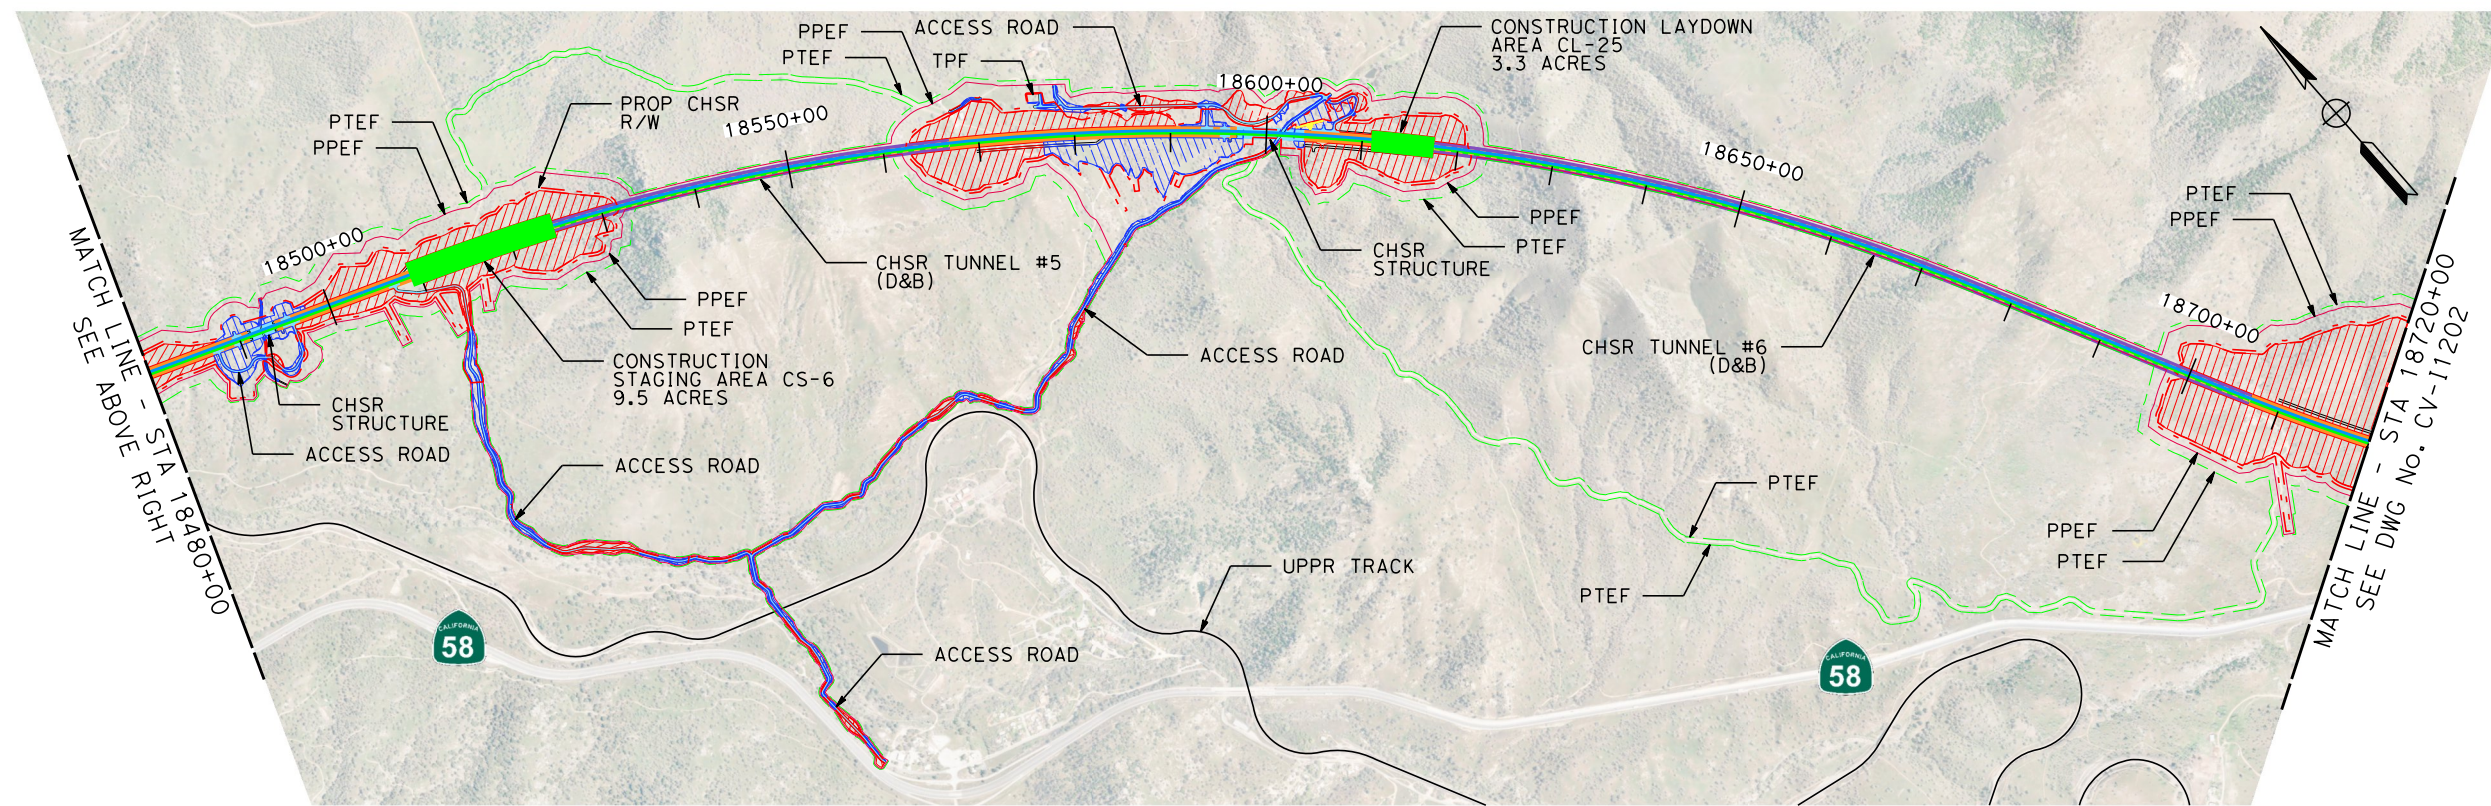 PPEF
PTEF
ACCESS ROAD
TPF
CONSTRUCTION LAYDOWN
AREA CL-25
3.3 ACRES
18600+00
PROP CHSR
R/W
18550+00
PTEF
PPEF
18650+00
PTEF
PPEF
18500+00
PPEF
PTEF
CHSR
STRUCTURE
CHSR TUNNEL #5
(D&B)
PPEF
PTEF
18700+00
CHSR TUNNEL #6
(D&B)
ACCESS ROAD
CONSTRUCTION
STAGING AREA CS-6
9.5 ACRES
CHSR
STRUCTURE
ACCESS ROAD
ACCESS ROAD
PTEF
PPEF
PTEF
UPPR TRACK
PTEF
ACCESS ROAD
CALIFORNIA
58
CALIFORNIA
58
MATCH LINE - STA 18480+00
SEE ABOVE RIGHT
MATCH LINE - STA 18720+00
SEE DWG No. CV-I1202